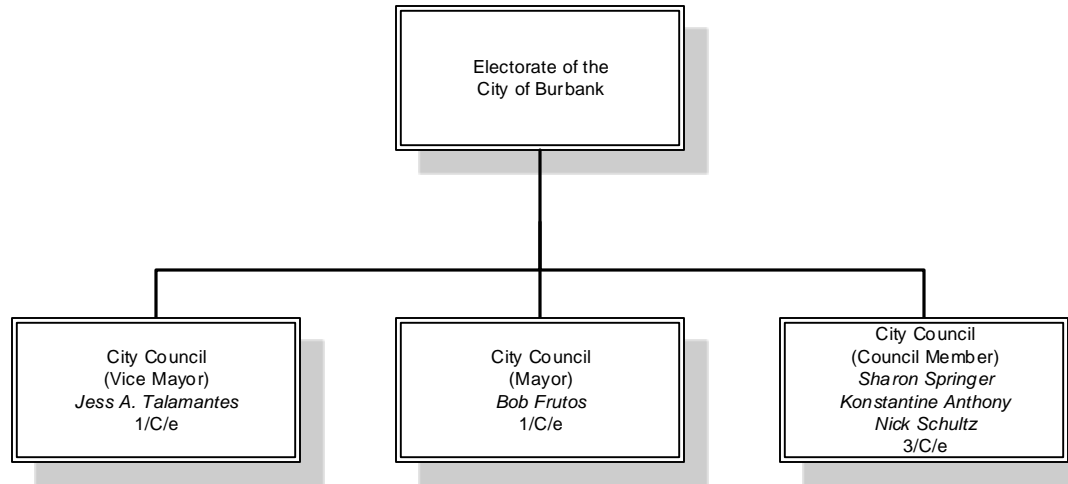 Electorate of the
City of Burbank
City Council
(Vice Mayor)
Jess A. Talamantes
1/C/e
City Council
(Mayor)
Bob Frutos
1/C/e
City Council
(Council Member)
Sharon Springer
Konstantine Anthony
Nick Schultz
3/C/e